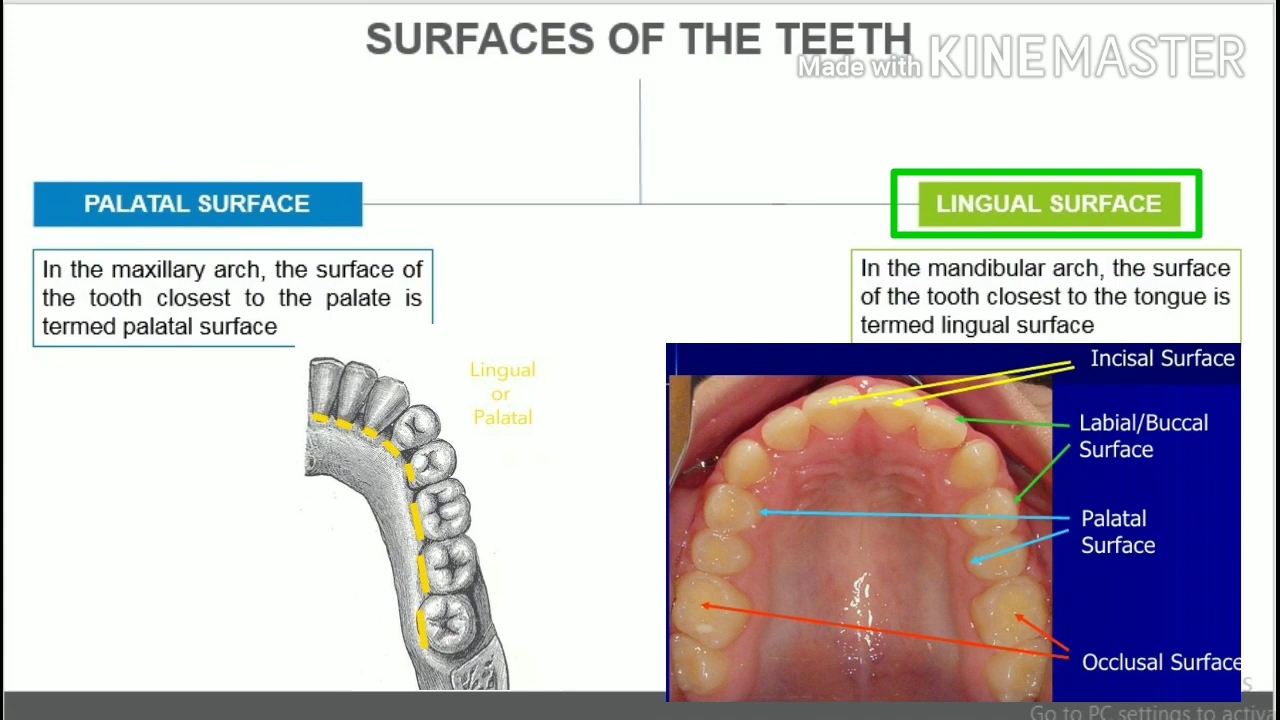 SURFACES OF THE TEETH
Made with KINEMASTER
PALATAL SURFACE
LINGUAL SURFACE
In the maxillary arch, the surface of
the tooth closest to the palate is
termed palatal surface
In the mandibular arch, the surface
of the tooth closest to the tongue is
termed lingual surface
Lingual
or
Palatal
Incisal Surface
Labial/Buccal
Surface
Palatal
Surface
Occlusal Surface
Go to PC settings to activa